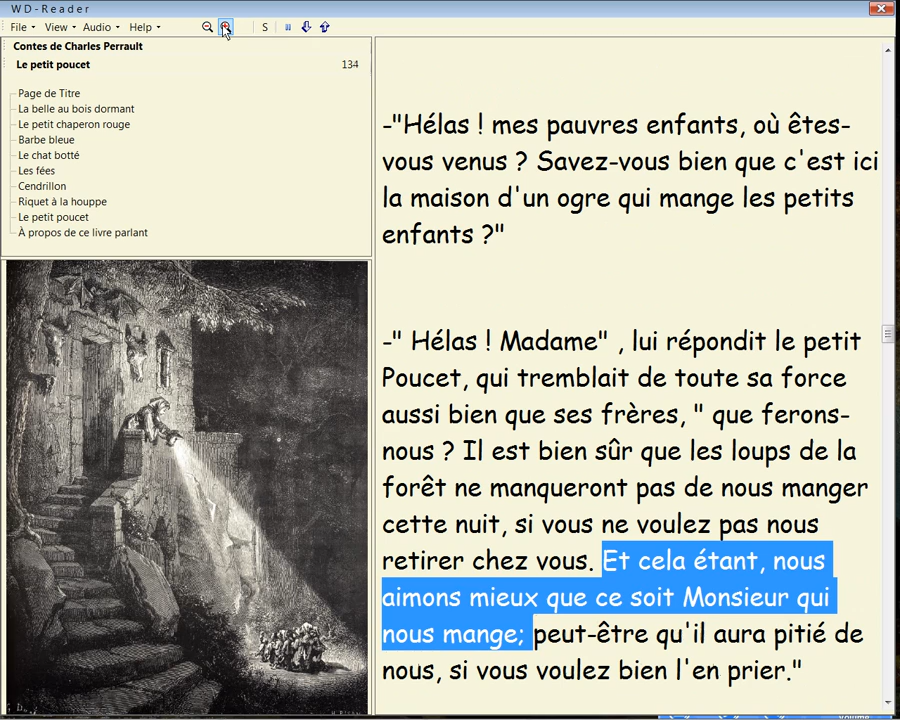 WD-Reader
File View Audio Help S
Contes de Charles Perrault
Le petit poucet 134
Page de Titre
La belle au bois dormant
Le petit chaperon rouge
Barbe bleue
Le chat botté
Les fées
Cendrillon
Riquet à la houppe
Le petit poucet
À propos de ce livre parlant
-"Hélas ! mes pauvres enfants, où êtes-
vous venus ? Savez-vous bien que c'est ici
la maison d'un ogre qui mange les petits
enfants ?"
-" Hélas ! Madame" , lui répondit le petit
Poucet, qui tremblait de toute sa force
aussi bien que ses frères, " que ferons-
nous ? Il est bien sûr que les loups de la
forêt ne manqueront pas de nous manger
cette nuit, si vous ne voulez pas nous
retirer chez vous. Et cela étant, nous
aimons mieux que ce soit Monsieur qui
nous mange; peut-être qu'il aura pitié de
nous, si vous voulez bien l'en prier."